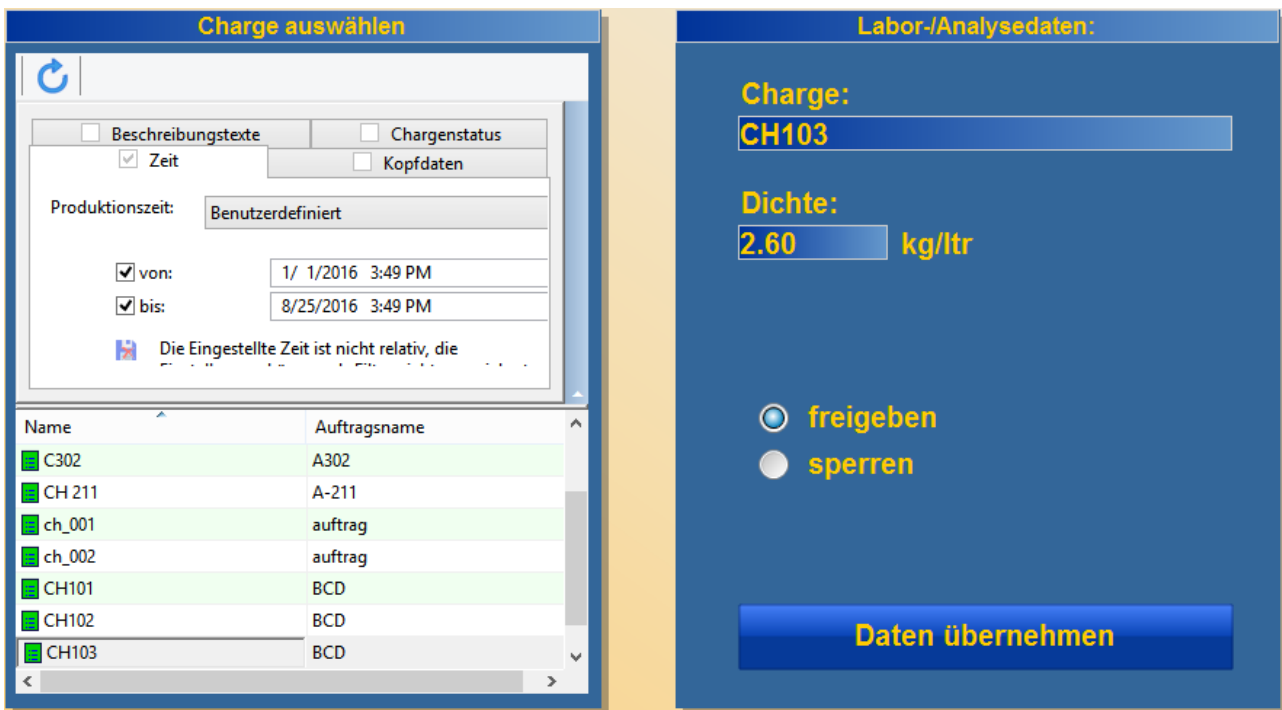 Charge auswählen
Beschreibungstexte
Chargenstatus
Zeit
Kopfdaten
Produktionszeit:
Benutzerdefiniert
von:
1/ 1/2016 3:49 PM
bis:
8/25/2016 3:49 PM
Die Eingestellte Zeit ist nicht relativ, die
Name Auftragsname
C302 A302
CH 211 A-211
ch_001 auftrag
ch_002 auftrag
CH101 BCD
CH102 BCD
CH103 BCD
Labor-/Analysedaten:
Charge:
CH103
Dichte:
2.60 kg/ltr
freigeben
sperren
Daten übernehmen